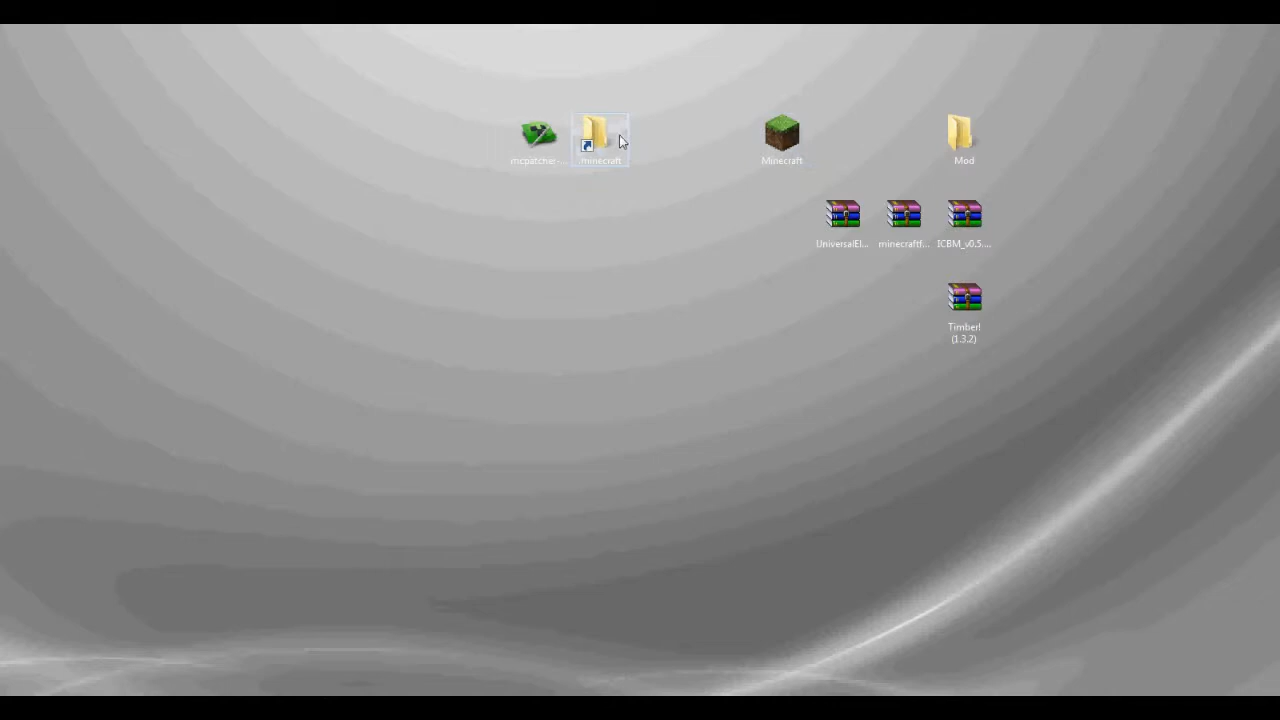 mcpatcher-...
minecraft
Minecraft
Mod
UniversalEl...
minecraftf...
ICBM_v0.5....
Timber!
(1.3.2)